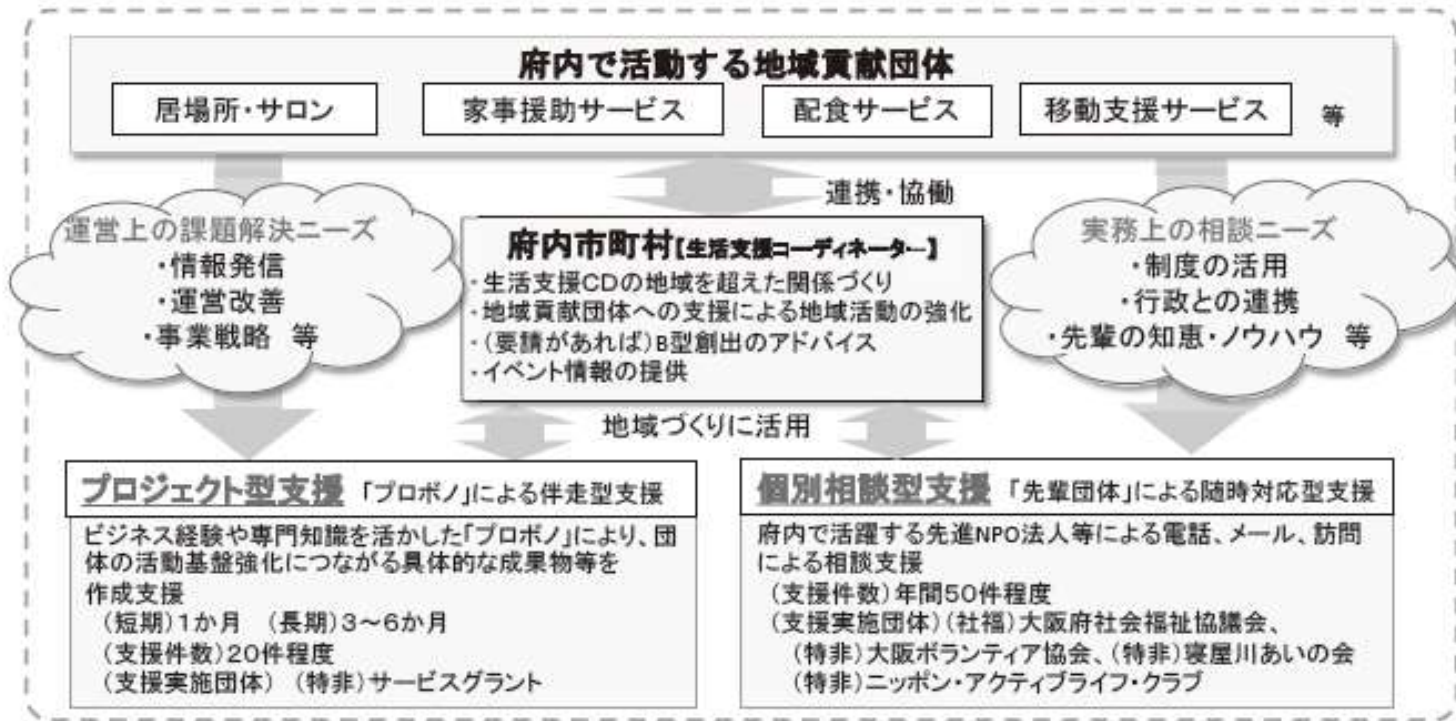 府内で活動する地域貢献団体
居場所・サロン
家事援助サービス
配食サービス
移動支援サービス
等
連携・協働
運営上の課題解決ニーズ
・情報発信
・運営改善
・事業戦略 等
府内市町村【生活支援コーディネーター】
・生活支援CDの地域を超えた関係づくり
・地域貢献団体への支援による地域活動の強化
・(要請があれば)B型創出のアドバイス
・イベント情報の提供
実務上の相談ニーズ
・制度の活用
・行政との連携
・先輩の知恵・ノウハウ 等
地域づくりに活用
プロジェクト型支援 「プロボノ」による伴走型支援
ビジネス経験や専門知識を活かした「プロボノ」により、団
体の活動基盤強化につながる具体的な成果物等を
作成支援
(短期)1か月 (長期)3～6か月
(支援件数)20件程度
(支援実施団体) (特非)サービスグラント
個別相談型支援 「先輩団体」による随時対応型支援
府内で活躍する先進NPO法人等による電話、メール、訪問
による相談支援
(支援件数)年間50件程度
(支援実施団体)(社福)大阪府社会福祉協議会、
(特非)大阪ボランティア協会、(特非)寝屋川あいの会
(特非)ニッポン・アクティブライフ・クラブ